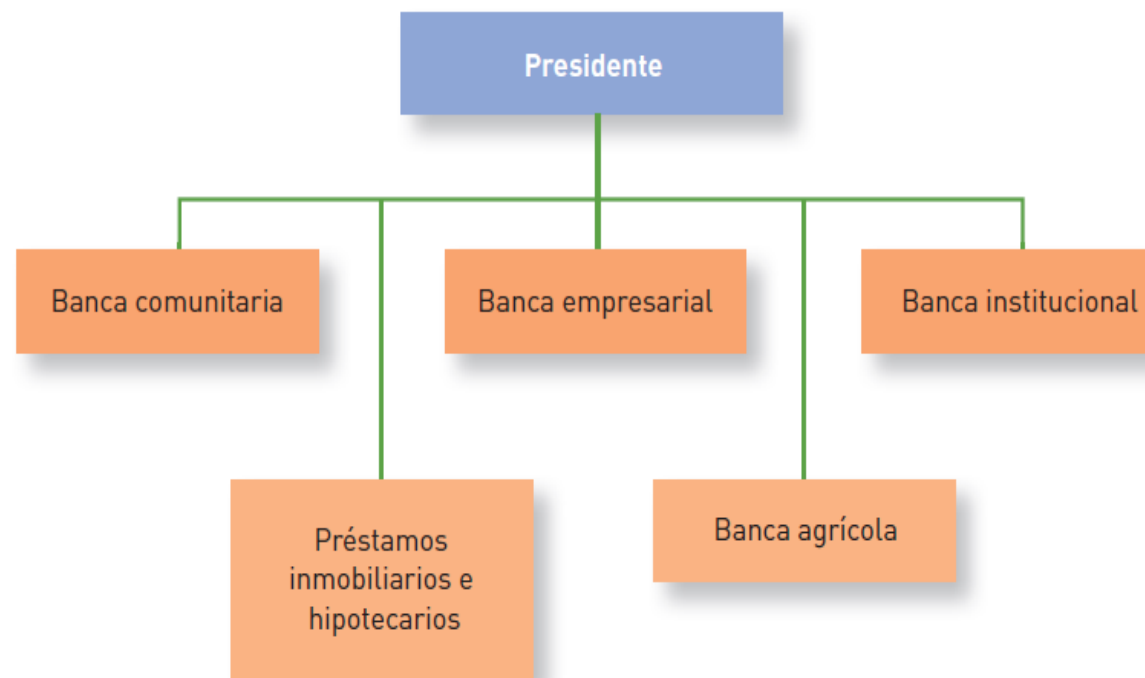 Presidente
Banca comunitaria
Banca empresarial
Banca institucional
Préstamos
inmobiliarios e
hipotecarios
Banca agrícola